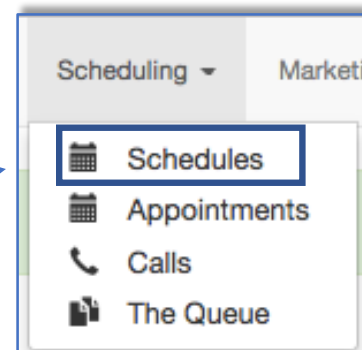 Scheduling Marketi
Schedules
Appointments
Calls
The Queue